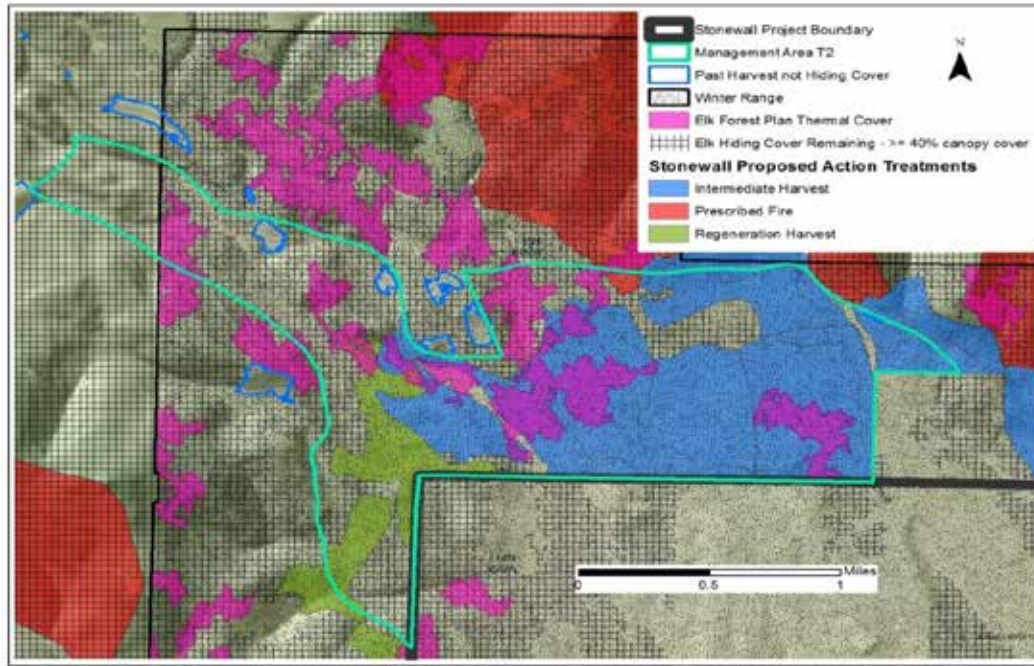 Stonewall Project Boundary
Management Area T2
Past Harvest not Hiding Cover
Winter Range
Elk Forest Plan Thermal Cover
Elk Hiding Cover Remaining - >= 40% canopy cover
Stonewall Proposed Action Treatments
Intermediate Harvest
Prescribed Fire
Regeneration Harvest
N
Miles
0 0.5 1